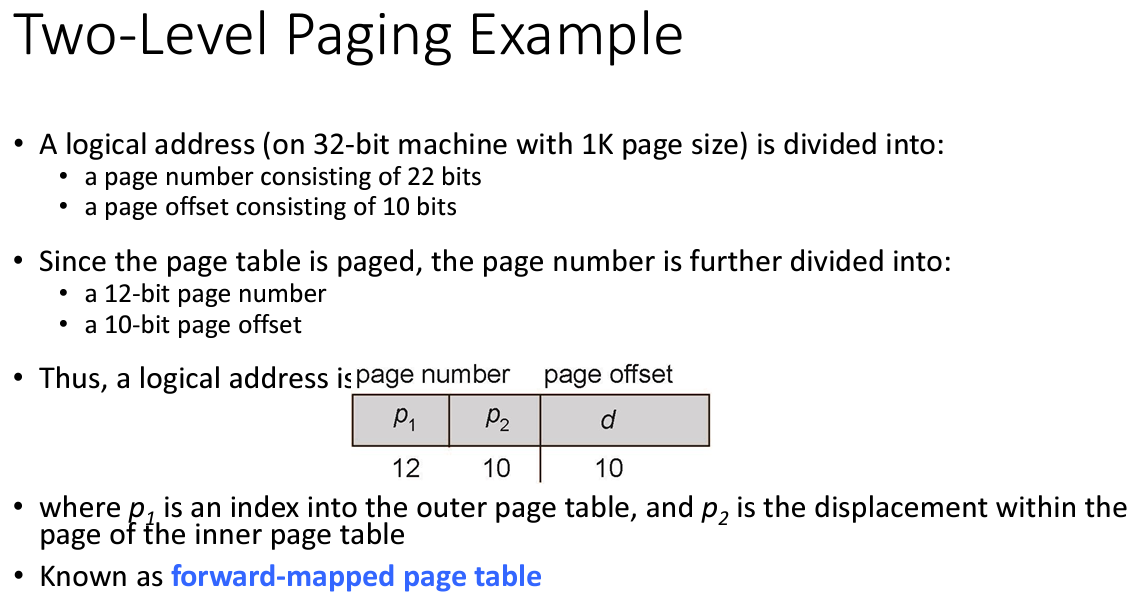 Two-Level Paging Example
• A logical address (on 32-bit machine with 1K page size) is divided into:
• a page number consisting of 22 bits
• a page offset consisting of 10 bits
• Since the page table is paged, the page number is further divided into:
• a 12-bit page number
• a 10-bit page offset
• Thus, a logical address is
page number page offset
p1 p2 d
12 10 10
• where p1 is an index into the outer page table, and p2 is the displacement within the
page of the inner page table
• Known as forward-mapped page table